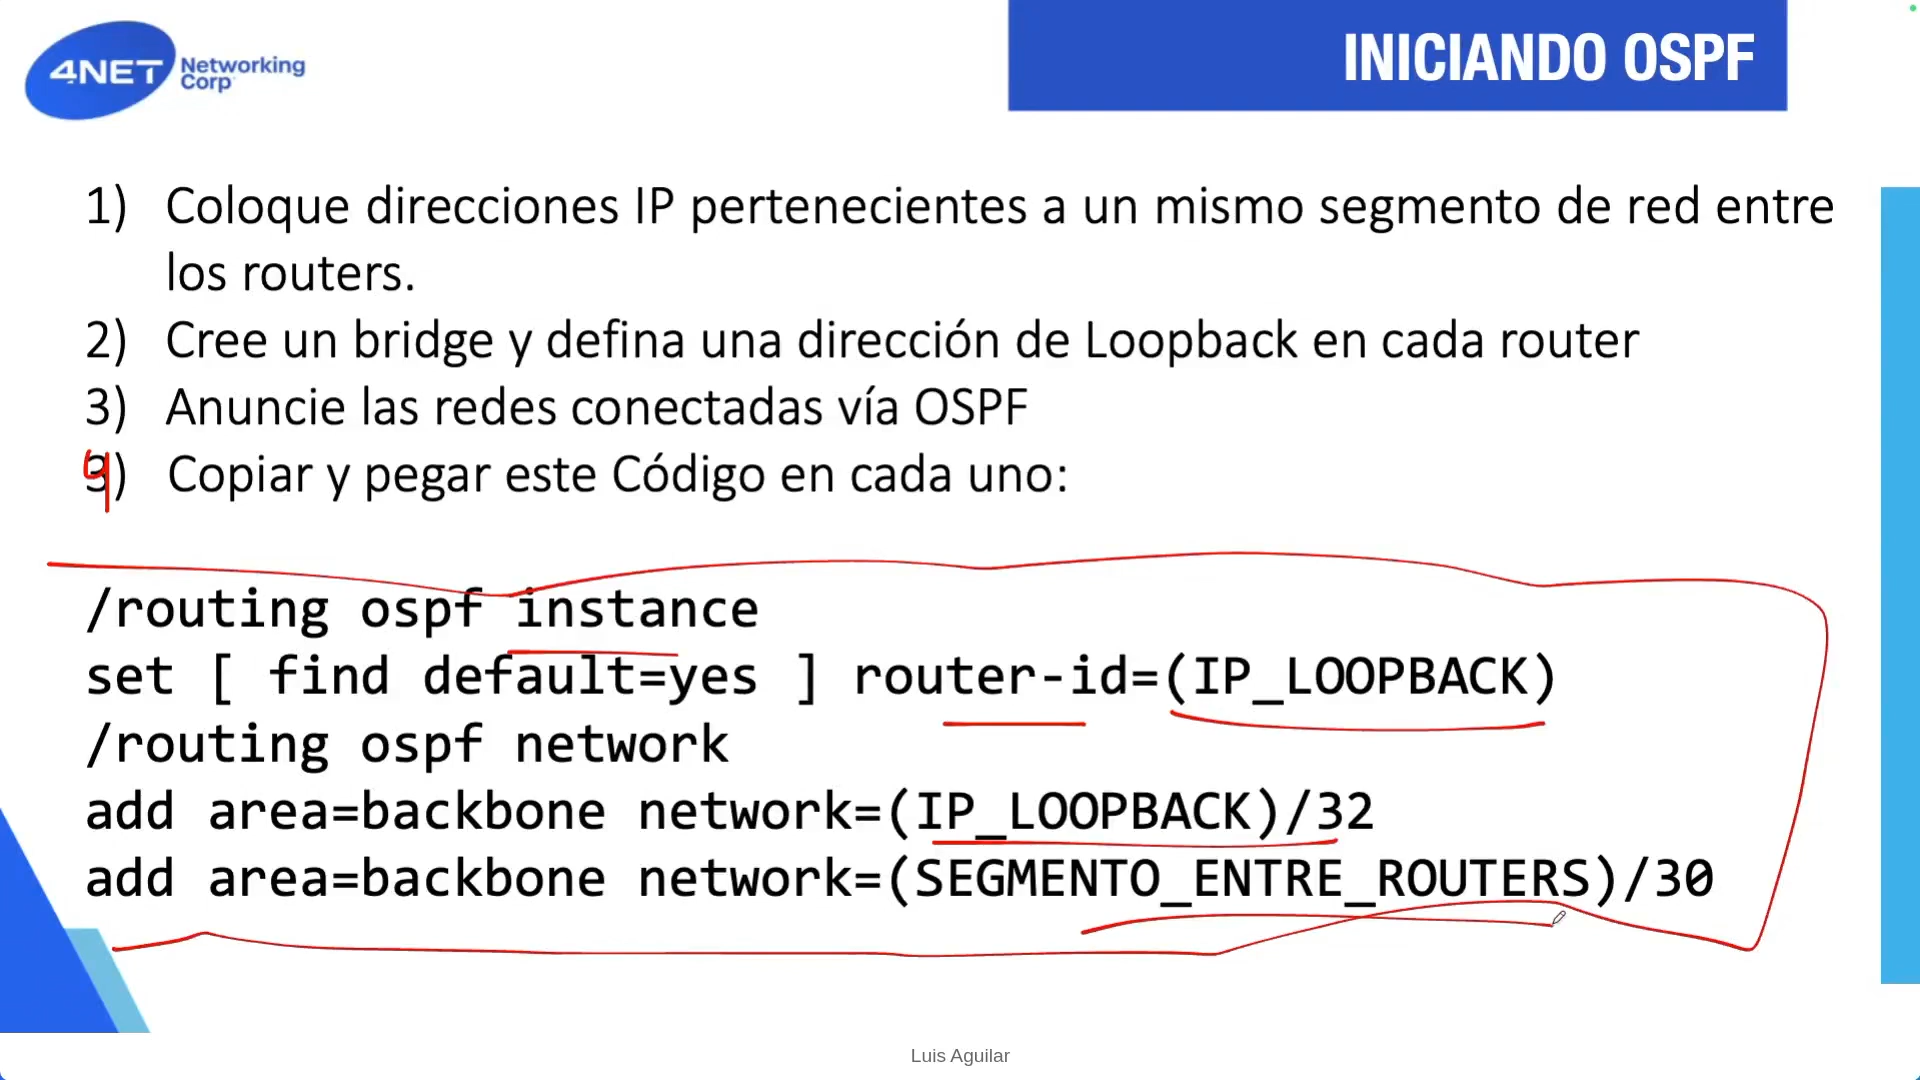 4NET Networking
Corp
INICIANDO OSPF
1) Coloque direcciones IP pertenecientes a un mismo segmento de red entre
los routers.
2) Cree un bridge y defina una dirección de Loopback en cada router
3) Anuncie las redes conectadas vía OSPF
4) Copiar y pegar este Código en cada uno:
/routing ospf instance
set [ find default=yes ] router-id=(IP_LOOPBACK)
/routing ospf network
add area=backbone network=(IP_LOOPBACK)/32
add area=backbone network=(SEGMENTO_ENTRE_ROUTERS)/30
Luis Aguilar